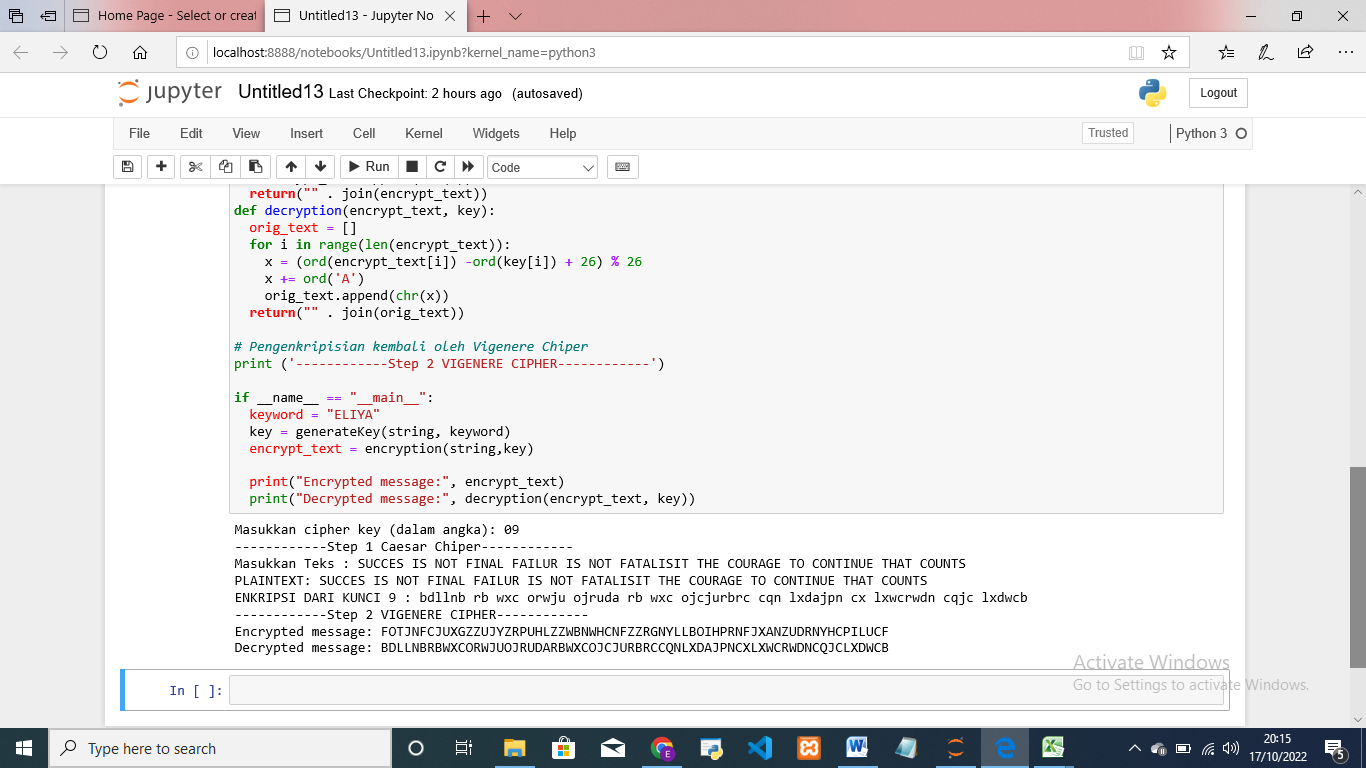 Home Page - Select or creat
Untitled13 - Jupyter No
localhost:8888/notebooks/Untitled13.ipynb?kernel_name=python3
jupyter Untitled13 Last Checkpoint: 2 hours ago (autosaved)
Logout
File Edit View Insert Cell Kernel Widgets Help
Trusted Python 3
Run Code
return("" . join(encrypt_text))
def decryption(encrypt_text, key):
  orig_text = []
  for i in range(len(encrypt_text)):
    x = (ord(encrypt_text[i]) -ord(key[i]) + 26) % 26
    x += ord('A')
    orig_text.append(chr(x))
  return("" . join(orig_text))
# Pengenkripisian kembali oleh Vigenere Chiper
print ('------------Step 2 VIGENERE CIPHER------------')
if __name__ == "__main__":
  keyword = "ELIYA"
  key = generateKey(string, keyword)
  encrypt_text = encryption(string,key)
  print("Encrypted message:", encrypt_text)
  print("Decrypted message:", decryption(encrypt_text, key))
Masukkan cipher key (dalam angka): 09
------------Step 1 Caesar Chiper------------
Masukkan Teks : SUCCES IS NOT FINAL FAILUR IS NOT FATALISIT THE COURAGE TO CONTINUE THAT COUNTS
PLAINTEXT: SUCCES IS NOT FINAL FAILUR IS NOT FATALISIT THE COURAGE TO CONTINUE THAT COUNTS
ENKRIPSI DARI KUNCI 9 : bdllnb rb wxc orwju ojruda rb wxc ojcjurbrc cqn lxdajpn cx lxwcrwdn cqjc lxdwcb
------------Step 2 VIGENERE CIPHER------------
Encrypted message: FOTJNFCJUXGZZUJYZRPUHLZZWBNWHCNFZZRGNYLLBOIHPRNFJXANZUDRNYHCPILUCF
Decrypted message: BDLLNBRBWXCORWJUOJRUDARBWXCOJCJURBRCCQNLXDAJPNCXLXWCRWDNCQJCLXDWCB
In [ ]:
Activate Windows
Go to Settings to activate Windows.
Type here to search
20:15
17/10/2022
5